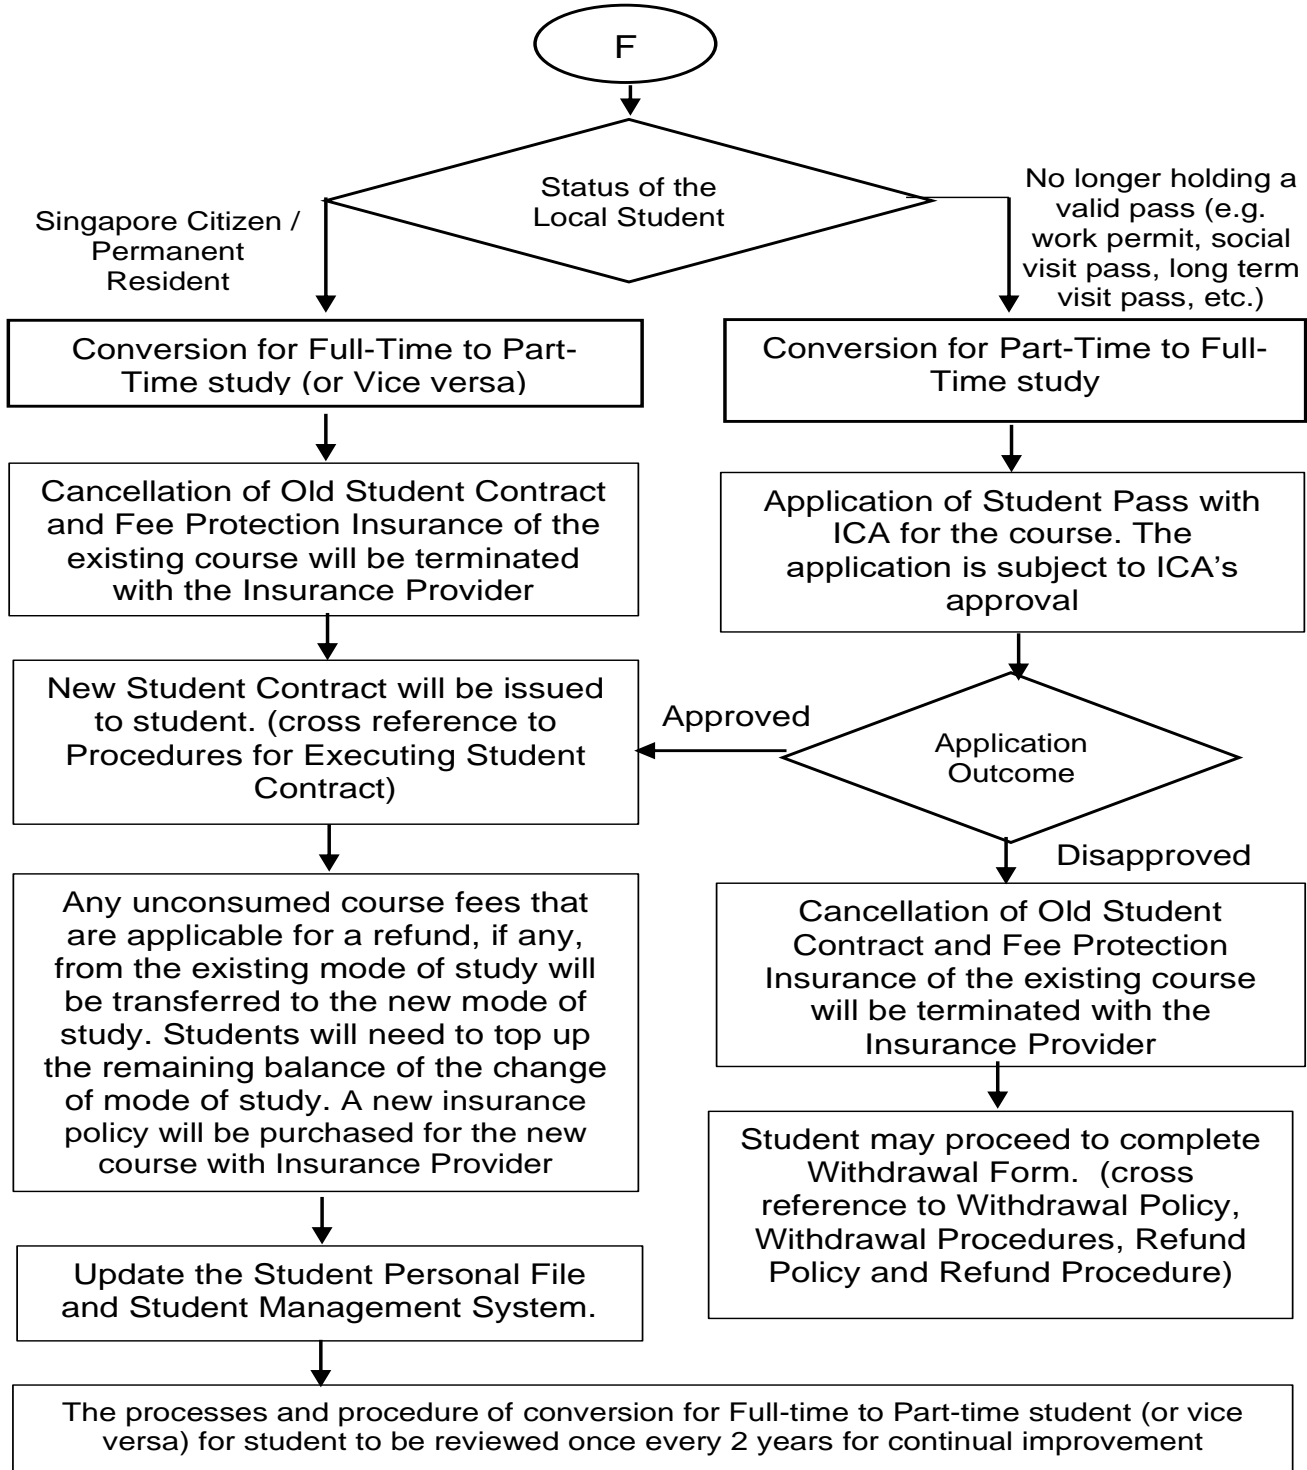 F
Status of the
Local Student
Singapore Citizen /
Permanent
Resident
No longer holding a
valid pass (e.g.
work permit, social
visit pass, long term
visit pass, etc.)
Conversion for Full-Time to Part-
Time study (or Vice versa)
Conversion for Part-Time to Full-
Time study
Cancellation of Old Student Contract
and Fee Protection Insurance of the
existing course will be terminated
with the Insurance Provider
Application of Student Pass with
ICA for the course. The
application is subject to ICA’s
approval
New Student Contract will be issued
to student. (cross reference to
Procedures for Executing Student
Contract)
Approved
Application
Outcome
Disapproved
Any unconsumed course fees that
are applicable for a refund, if any,
from the existing mode of study will
be transferred to the new mode of
study. Students will need to top up
the remaining balance of the change
of mode of study. A new insurance
policy will be purchased for the new
course with Insurance Provider
Cancellation of Old Student
Contract and Fee Protection
Insurance of the existing course
will be terminated with the
Insurance Provider
Student may proceed to complete
Withdrawal Form.  (cross
reference to Withdrawal Policy,
Withdrawal Procedures, Refund
Policy and Refund Procedure)
Update the Student Personal File
and Student Management System.
The processes and procedure of conversion for Full-time to Part-time student (or vice
versa) for student to be reviewed once every 2 years for continual improvement